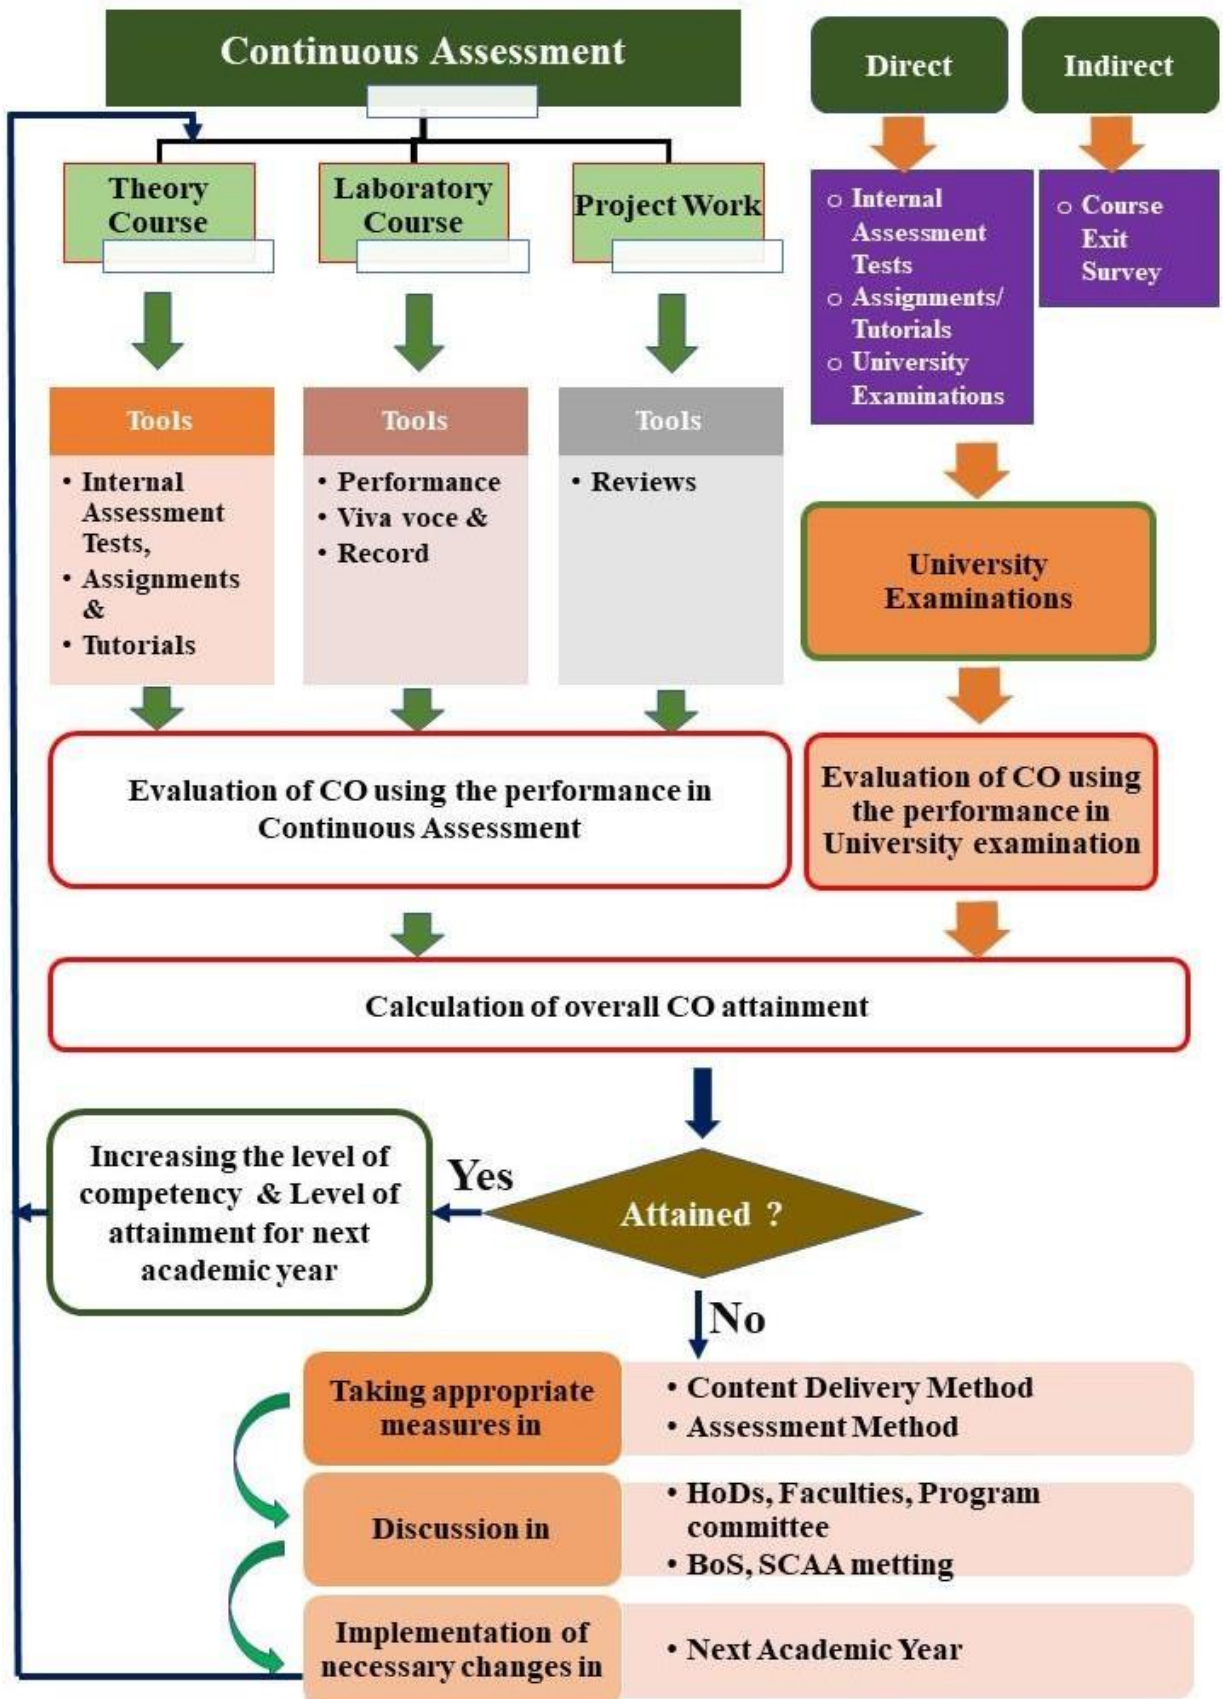 Continuous Assessment
Direct
Indirect
Theory
Course
Laboratory
Course
Project Work
○ Internal
Assessment
Tests
○ Assignments/
Tutorials
○ University
Examinations
○ Course
Exit
Survey
Tools
• Internal
Assessment
Tests,
• Assignments
&
• Tutorials
Tools
• Performance
• Viva voce &
• Record
Tools
• Reviews
University
Examinations
Evaluation of CO using the performance in
Continuous Assessment
Evaluation of CO using
the performance in
University examination
Calculation of overall CO attainment
Attained ?
Yes
Increasing the level of
competency & Level of
attainment for next
academic year
No
Taking appropriate
measures in
• Content Delivery Method
• Assessment Method
Discussion in
• HoDs, Faculties, Program
committee
• BoS, SCAA metting
Implementation of
necessary changes in
• Next Academic Year